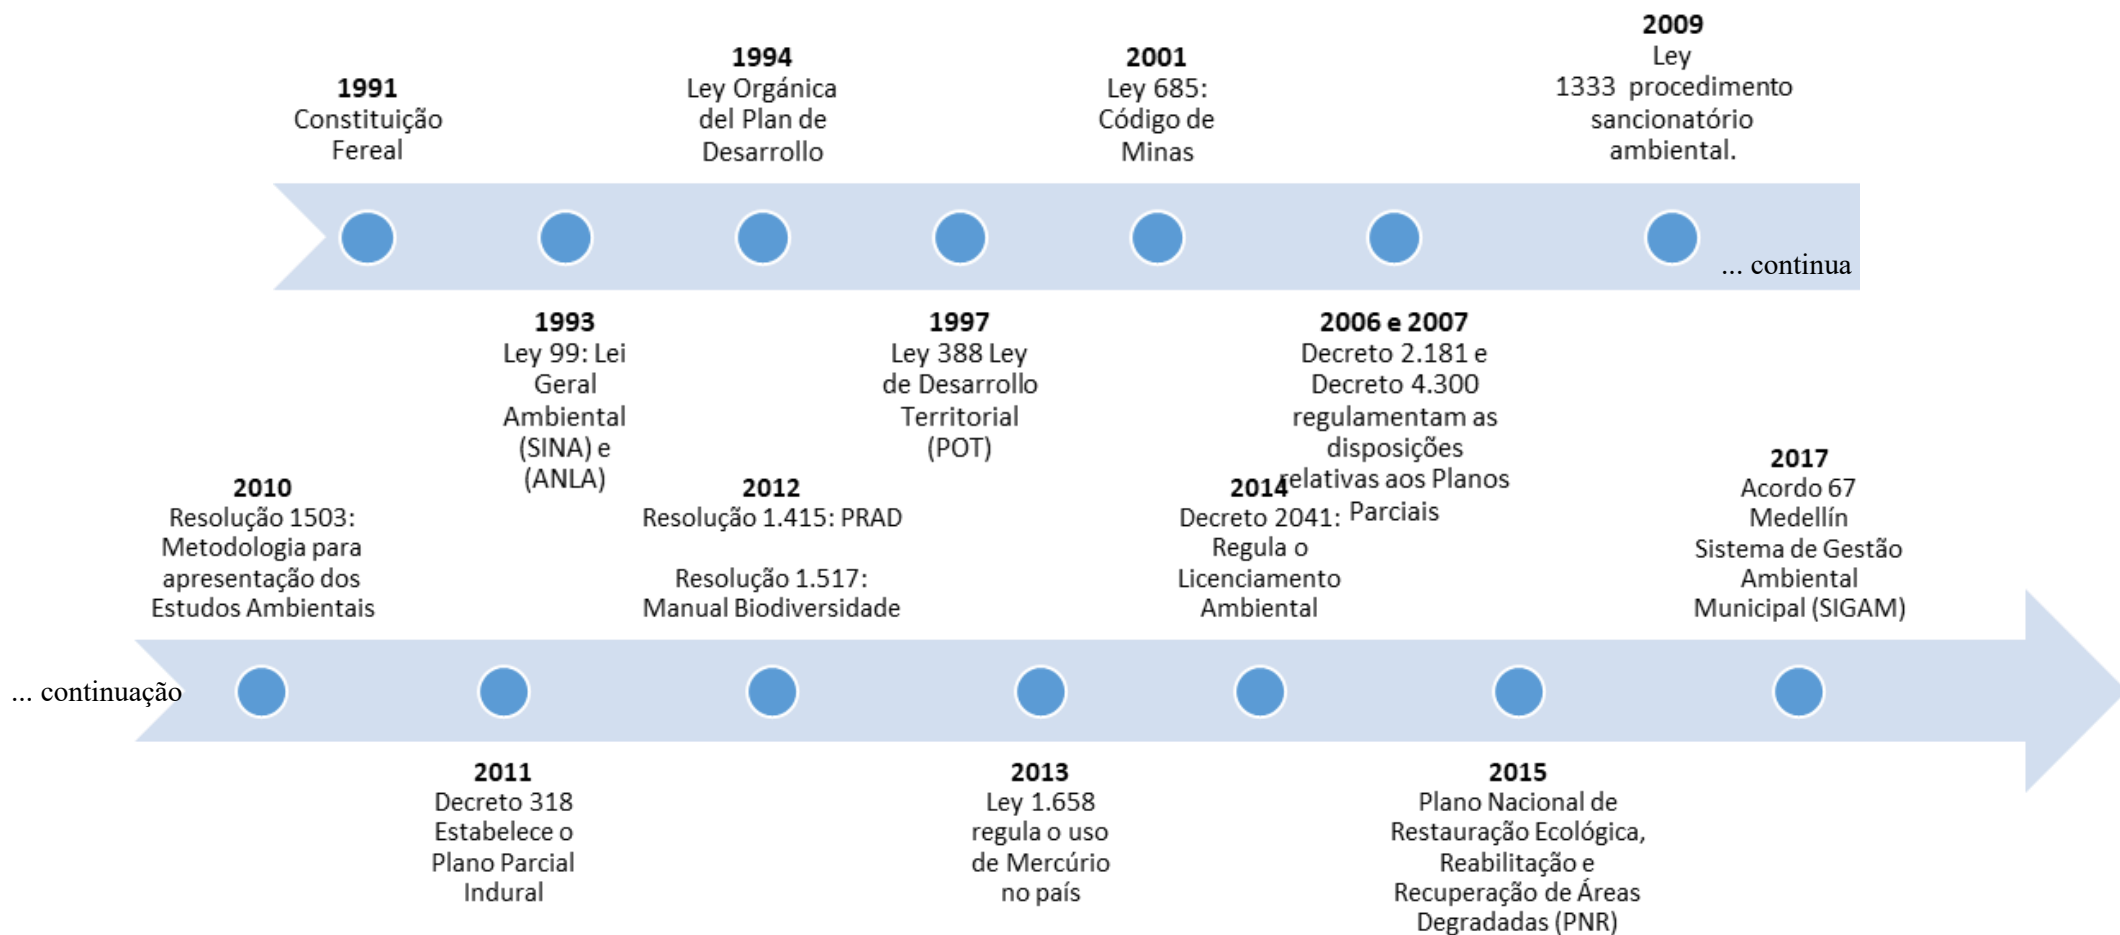 1991
Constituição
Fereal
1993
Ley 99: Lei
Geral
Ambiental
(SINA) e
(ANLA)
1994
Ley Orgánica
del Plan de
Desarrollo
1997
Ley 388 Ley
de Desarrollo
Territorial
(POT)
2001
Ley 685:
Código de
Minas
2006 e 2007
Decreto 2.181 e
Decreto 4.300
regulamentam as
disposições
relativas aos Planos
Parciais
2009
Ley
1333 procedimento
sancionatório
ambiental.
... continua
... continuação
2010
Resolução 1503:
Metodologia para
apresentação dos
Estudos Ambientais
2011
Decreto 318
Estabelece o
Plano Parcial
Indural
2012
Resolução 1.415: PRAD
Resolução 1.517:
Manual Biodiversidade
2013
Ley 1.658
regula o uso
de Mercúrio
no país
2014
Decreto 2041:
Regula o
Licenciamento
Ambiental
2015
Plano Nacional de
Restauração Ecológica,
Reabilitação e
Recuperação de Áreas
Degradadas (PNR)
2017
Acordo 67
Medellín
Sistema de Gestão
Ambiental
Municipal (SIGAM)